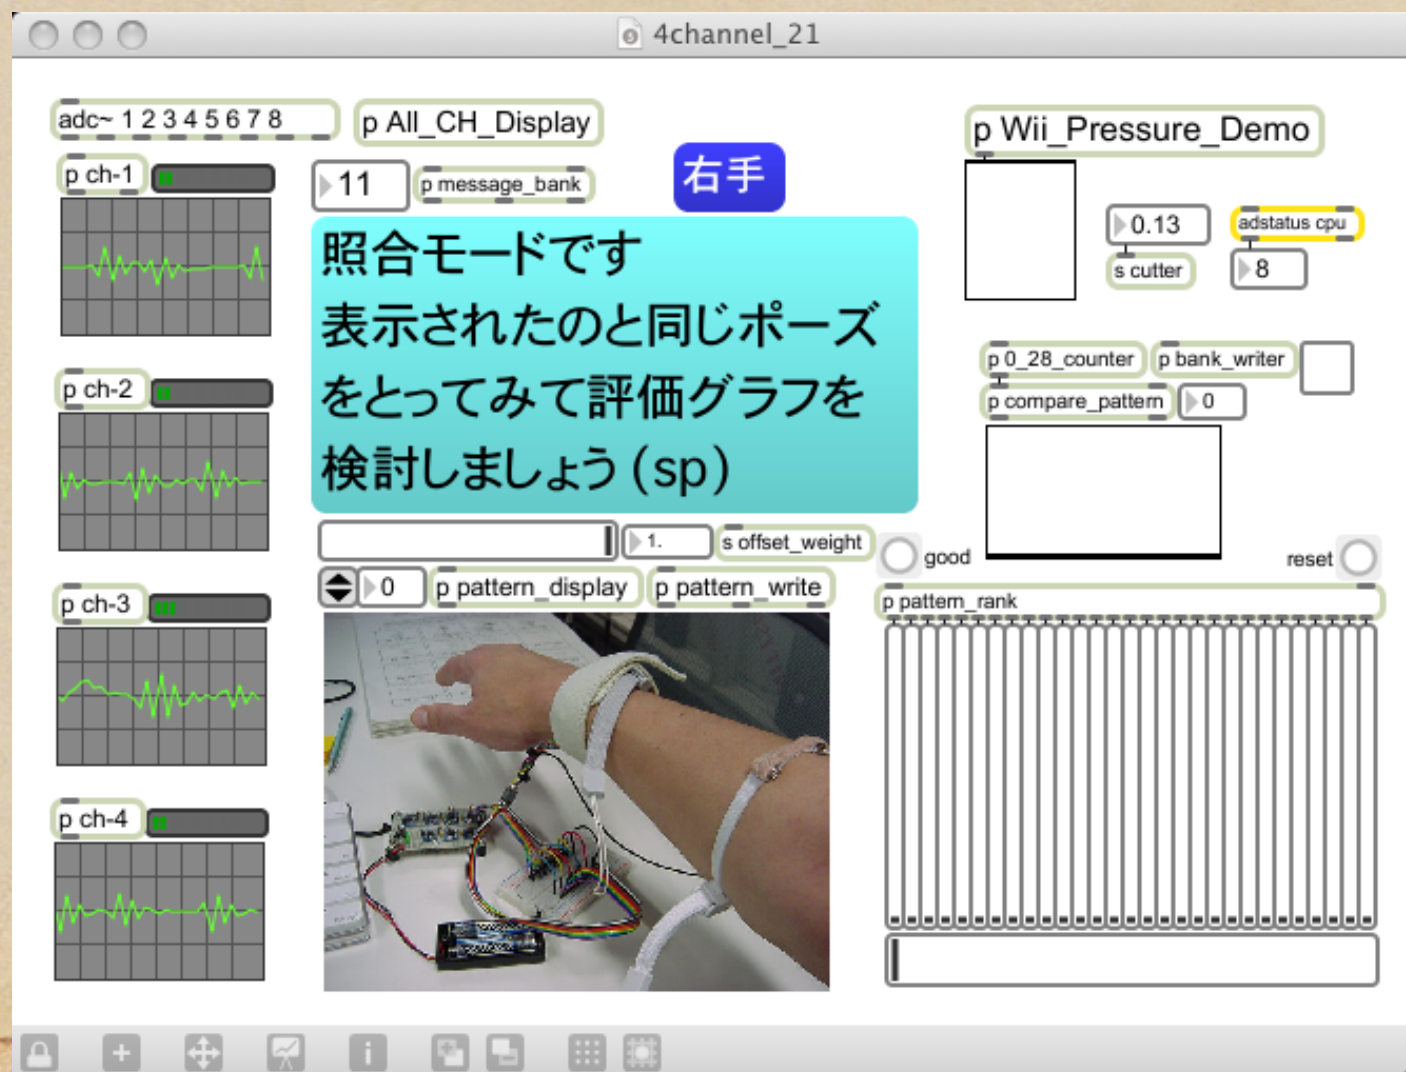 4channel_21
adc~ 1 2 3 4 5 6 7 8
p All_CH_Display
p Wii_Pressure_Demo
p ch-1
11
p message_bank
右手
0.13
adstatus cpu
s cutter
8
照合モードです
表示されたのと同じポーズ
をとってみて評価グラフを
検討しましょう(sp)
p ch-2
p 0_28_counter
p bank_writer
p compare_pattern
0
1.
s offset_weight
good
reset
0
p pattern_display
p pattern_write
p ch-3
p pattern_rank
p ch-4